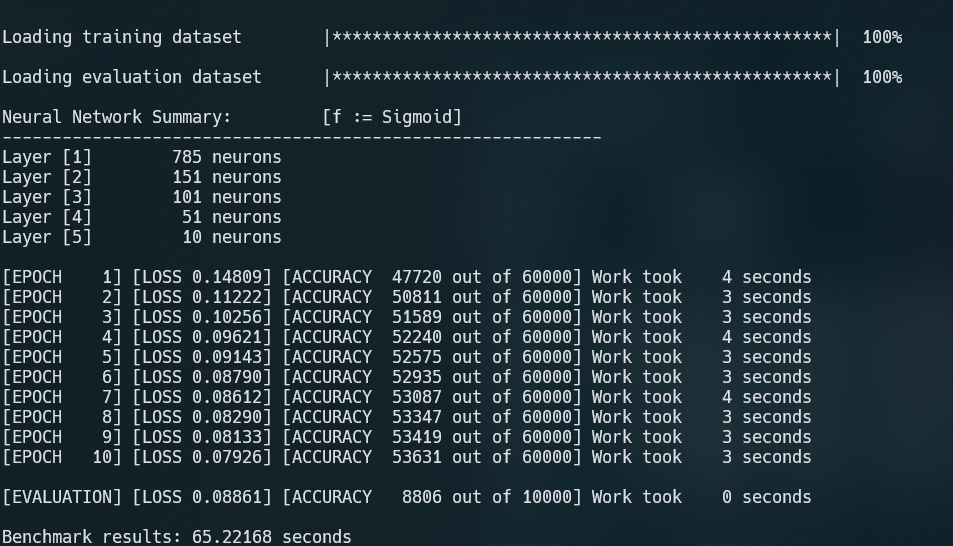 Loading training dataset |**************************************************| 100%
Loading evaluation dataset |**************************************************| 100%
Neural Network Summary: [f := Sigmoid]
------------------------------------------------------------
Layer [1] 785 neurons
Layer [2] 151 neurons
Layer [3] 101 neurons
Layer [4] 51 neurons
Layer [5] 10 neurons
[EPOCH 1] [LOSS 0.14809] [ACCURACY 47720 out of 60000] Work took 4 seconds
[EPOCH 2] [LOSS 0.11222] [ACCURACY 50811 out of 60000] Work took 3 seconds
[EPOCH 3] [LOSS 0.10256] [ACCURACY 51589 out of 60000] Work took 3 seconds
[EPOCH 4] [LOSS 0.09621] [ACCURACY 52240 out of 60000] Work took 4 seconds
[EPOCH 5] [LOSS 0.09143] [ACCURACY 52575 out of 60000] Work took 3 seconds
[EPOCH 6] [LOSS 0.08790] [ACCURACY 52935 out of 60000] Work took 3 seconds
[EPOCH 7] [LOSS 0.08612] [ACCURACY 53087 out of 60000] Work took 4 seconds
[EPOCH 8] [LOSS 0.08290] [ACCURACY 53347 out of 60000] Work took 3 seconds
[EPOCH 9] [LOSS 0.08133] [ACCURACY 53419 out of 60000] Work took 3 seconds
[EPOCH 10] [LOSS 0.07926] [ACCURACY 53631 out of 60000] Work took 3 seconds
[EVALUATION] [LOSS 0.08861] [ACCURACY 8806 out of 10000] Work took 0 seconds
Benchmark results: 65.22168 seconds